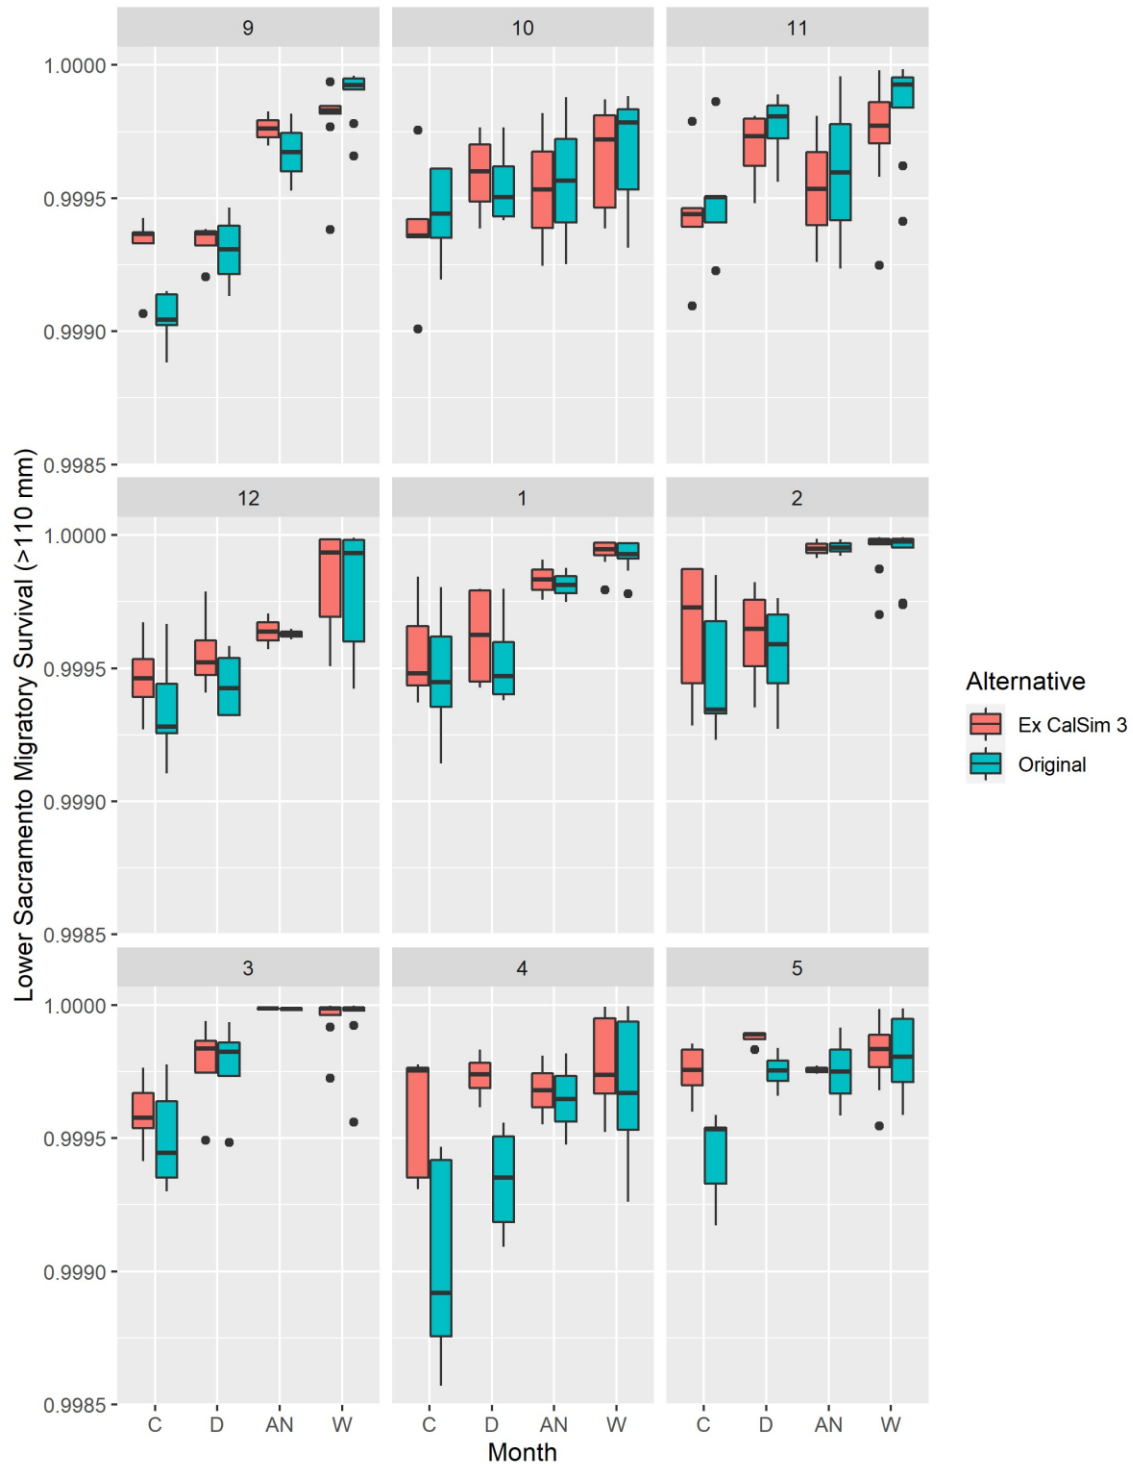 9 10 11
1.0000
0.9995
0.9990
0.9985
12 1 2
1.0000
0.9995
0.9990
0.9985
3 4 5
1.0000
0.9995
0.9990
0.9985
C D AN W C D AN W C D AN W
Month
Lower Sacramento Migratory Survival (>110 mm)
Alternative
Ex CalSim 3
Original